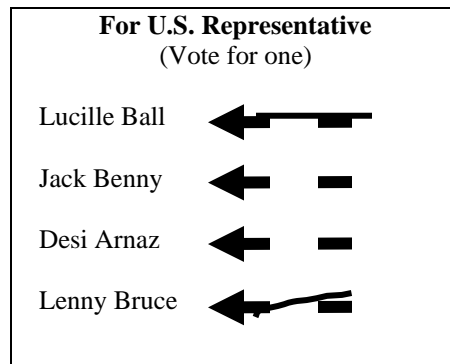 For U.S. Representative
(Vote for one)
Lucille Ball
Jack Benny
Desi Arnaz
Lenny Bruce